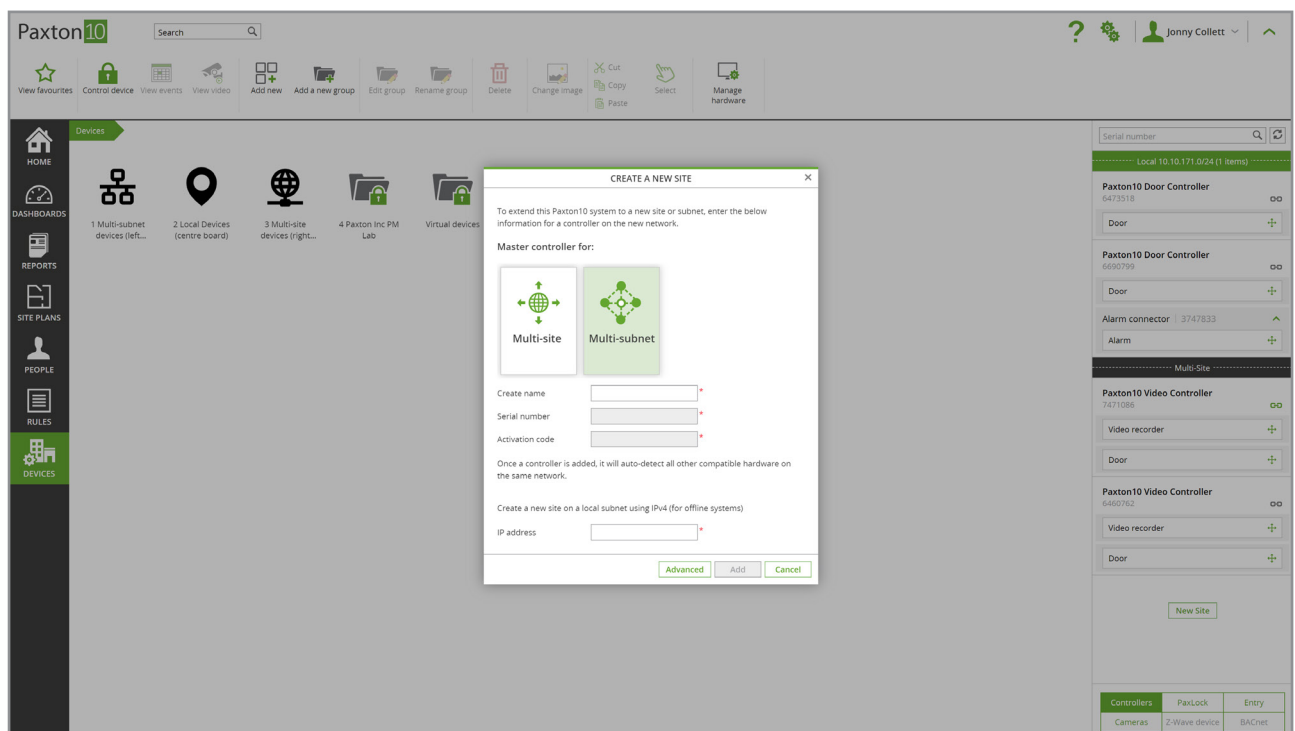 Paxton10
Search
Jonny Collett
View favourites
Control device
View events
View video
Add new
Add a new group
Edit group
Rename group
Delete
Change image
Cut
Copy
Paste
Select
Manage
hardware
HOME
DASHBOARDS
REPORTS
SITE PLANS
PEOPLE
RULES
DEVICES
Devices
1 Multi-subnet
devices (left...
2 Local Devices
(centre board)
3 Multi-site
devices (right...
4 Paxton Inc PM
Lab
Virtual devices
CREATE A NEW SITE
To extend this Paxton10 system to a new site or subnet, enter the below
information for a controller on the new network.
Master controller for:
Multi-site
Multi-subnet
Create name *
Serial number *
Activation code *
Once a controller is added, it will auto-detect all other compatible hardware on
the same network.
Create a new site on a local subnet using IPv4 (for offline systems)
IP address *
Advanced
Add
Cancel
Serial number
Local 10.10.171.0/24 (1 items)
Paxton10 Door Controller
6473518
Door
Paxton10 Door Controller
6690799
Door
Alarm connector | 3747833
Alarm
Multi-Site
Paxton10 Video Controller
7471086
Video recorder
Door
Paxton10 Video Controller
6460762
Video recorder
Door
New Site
Controllers
PaxLock
Entry
Cameras
Z-Wave device
BACnet